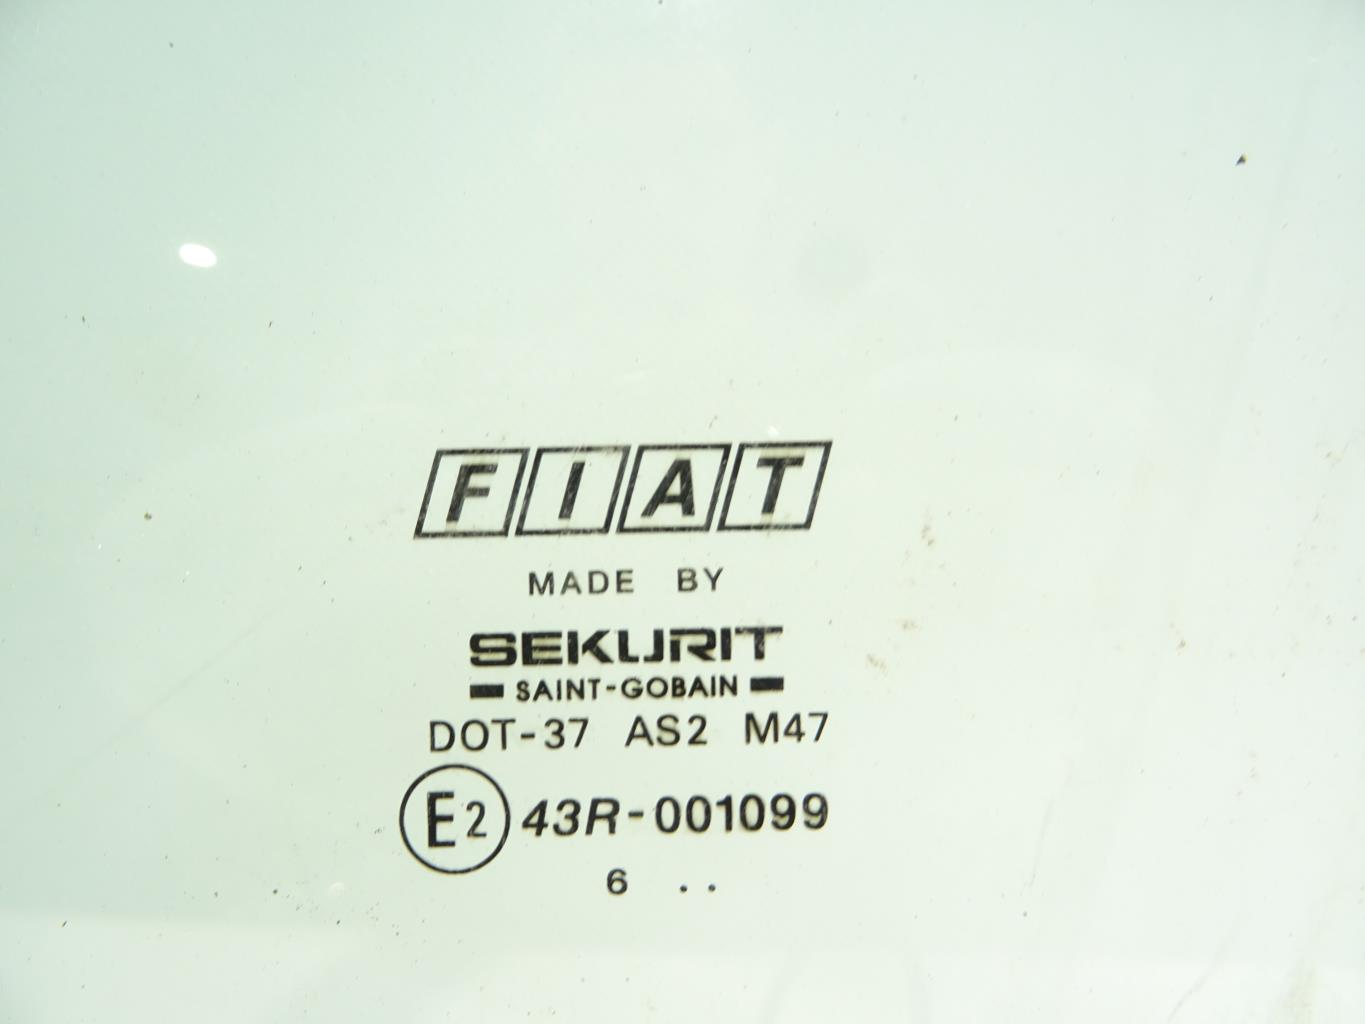 FIAT
MADE BY
SEKURIT
SAINT-GOBAIN
DOT-37 AS2 M47
E2 43R-001099
6 . .